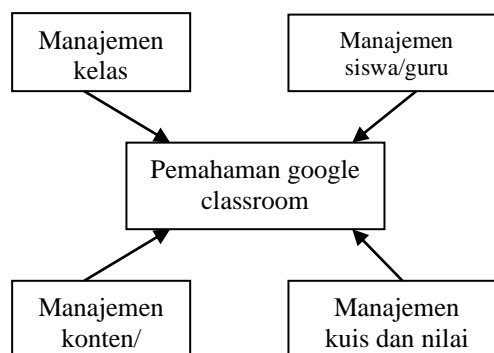 Manajemen
kelas
Manajemen
siswa/guru
Pemahaman google
classroom
Manajemen
konten/
Manajemen
kuis dan nilai